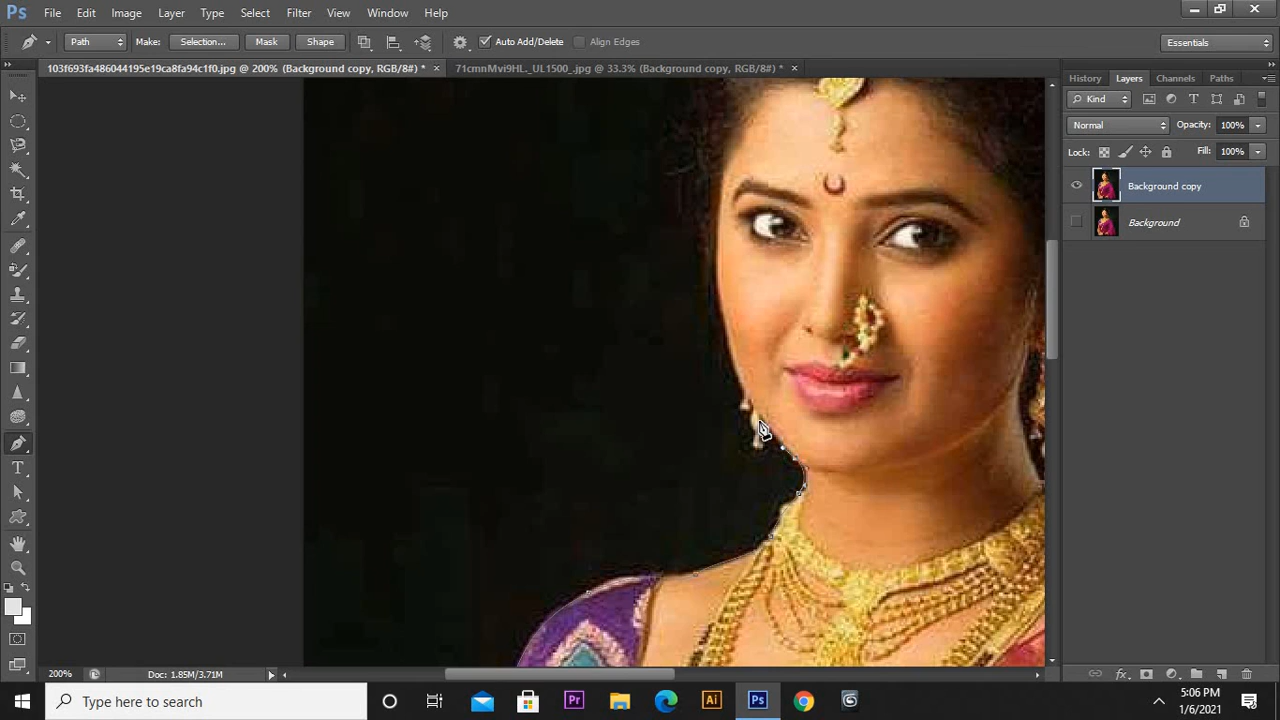 Ps File Edit Image Layer Type Select Filter View Window Help
Path Make: Selection... Mask Shape Auto Add/Delete Align Edges Essentials
103f693fa486044195e19ca8fa94c1f0.jpg @ 200% (Background copy, RGB/8#) * × 71cmnMvi9HL._UL1500_.jpg @ 33.3% (Background copy, RGB/8#) * ×
History Layers Channels Paths
Kind
Normal Opacity: 100%
Lock: Fill: 100%
Background copy
Background
T
200% Doc: 1.85M/3.71M
Type here to search
Pr Ai Ps
5:06 PM
1/6/2021